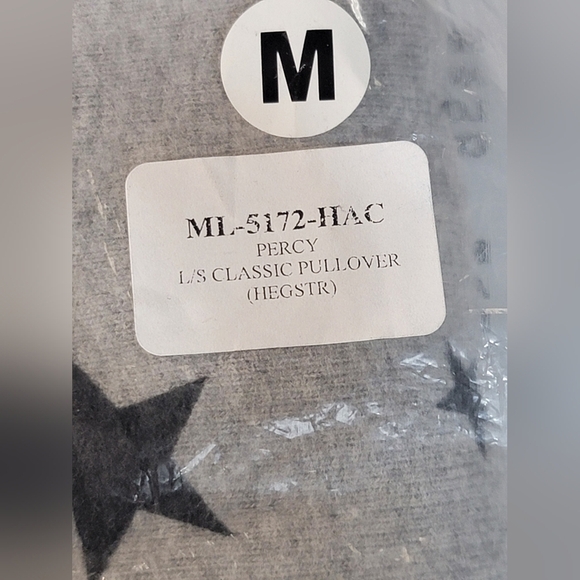 M
ML-5172-HAC
PERCY
L/S CLASSIC PULLOVER
(HEGSTR)